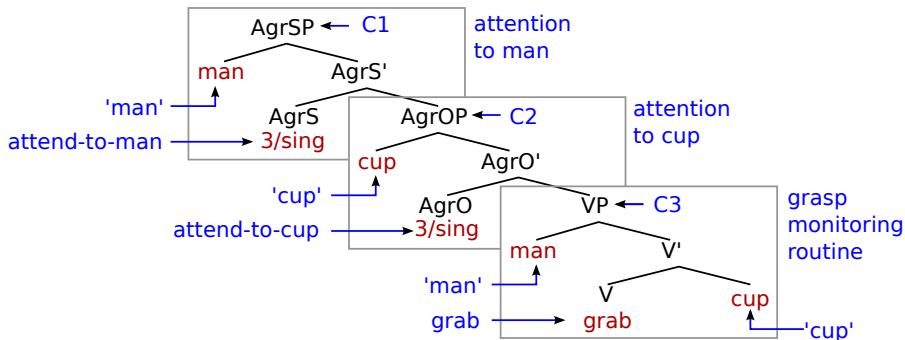 AgrSP
C1
attention
to man
man
AgrS'
'man'
AgrS
AgrOP
C2
attention
to cup
attend-to-man
3/sing
cup
AgrO'
'cup'
AgrO
VP
C3
grasp
monitoring
routine
attend-to-cup
3/sing
man
V'
'man'
V
cup
grab
grab
'cup'